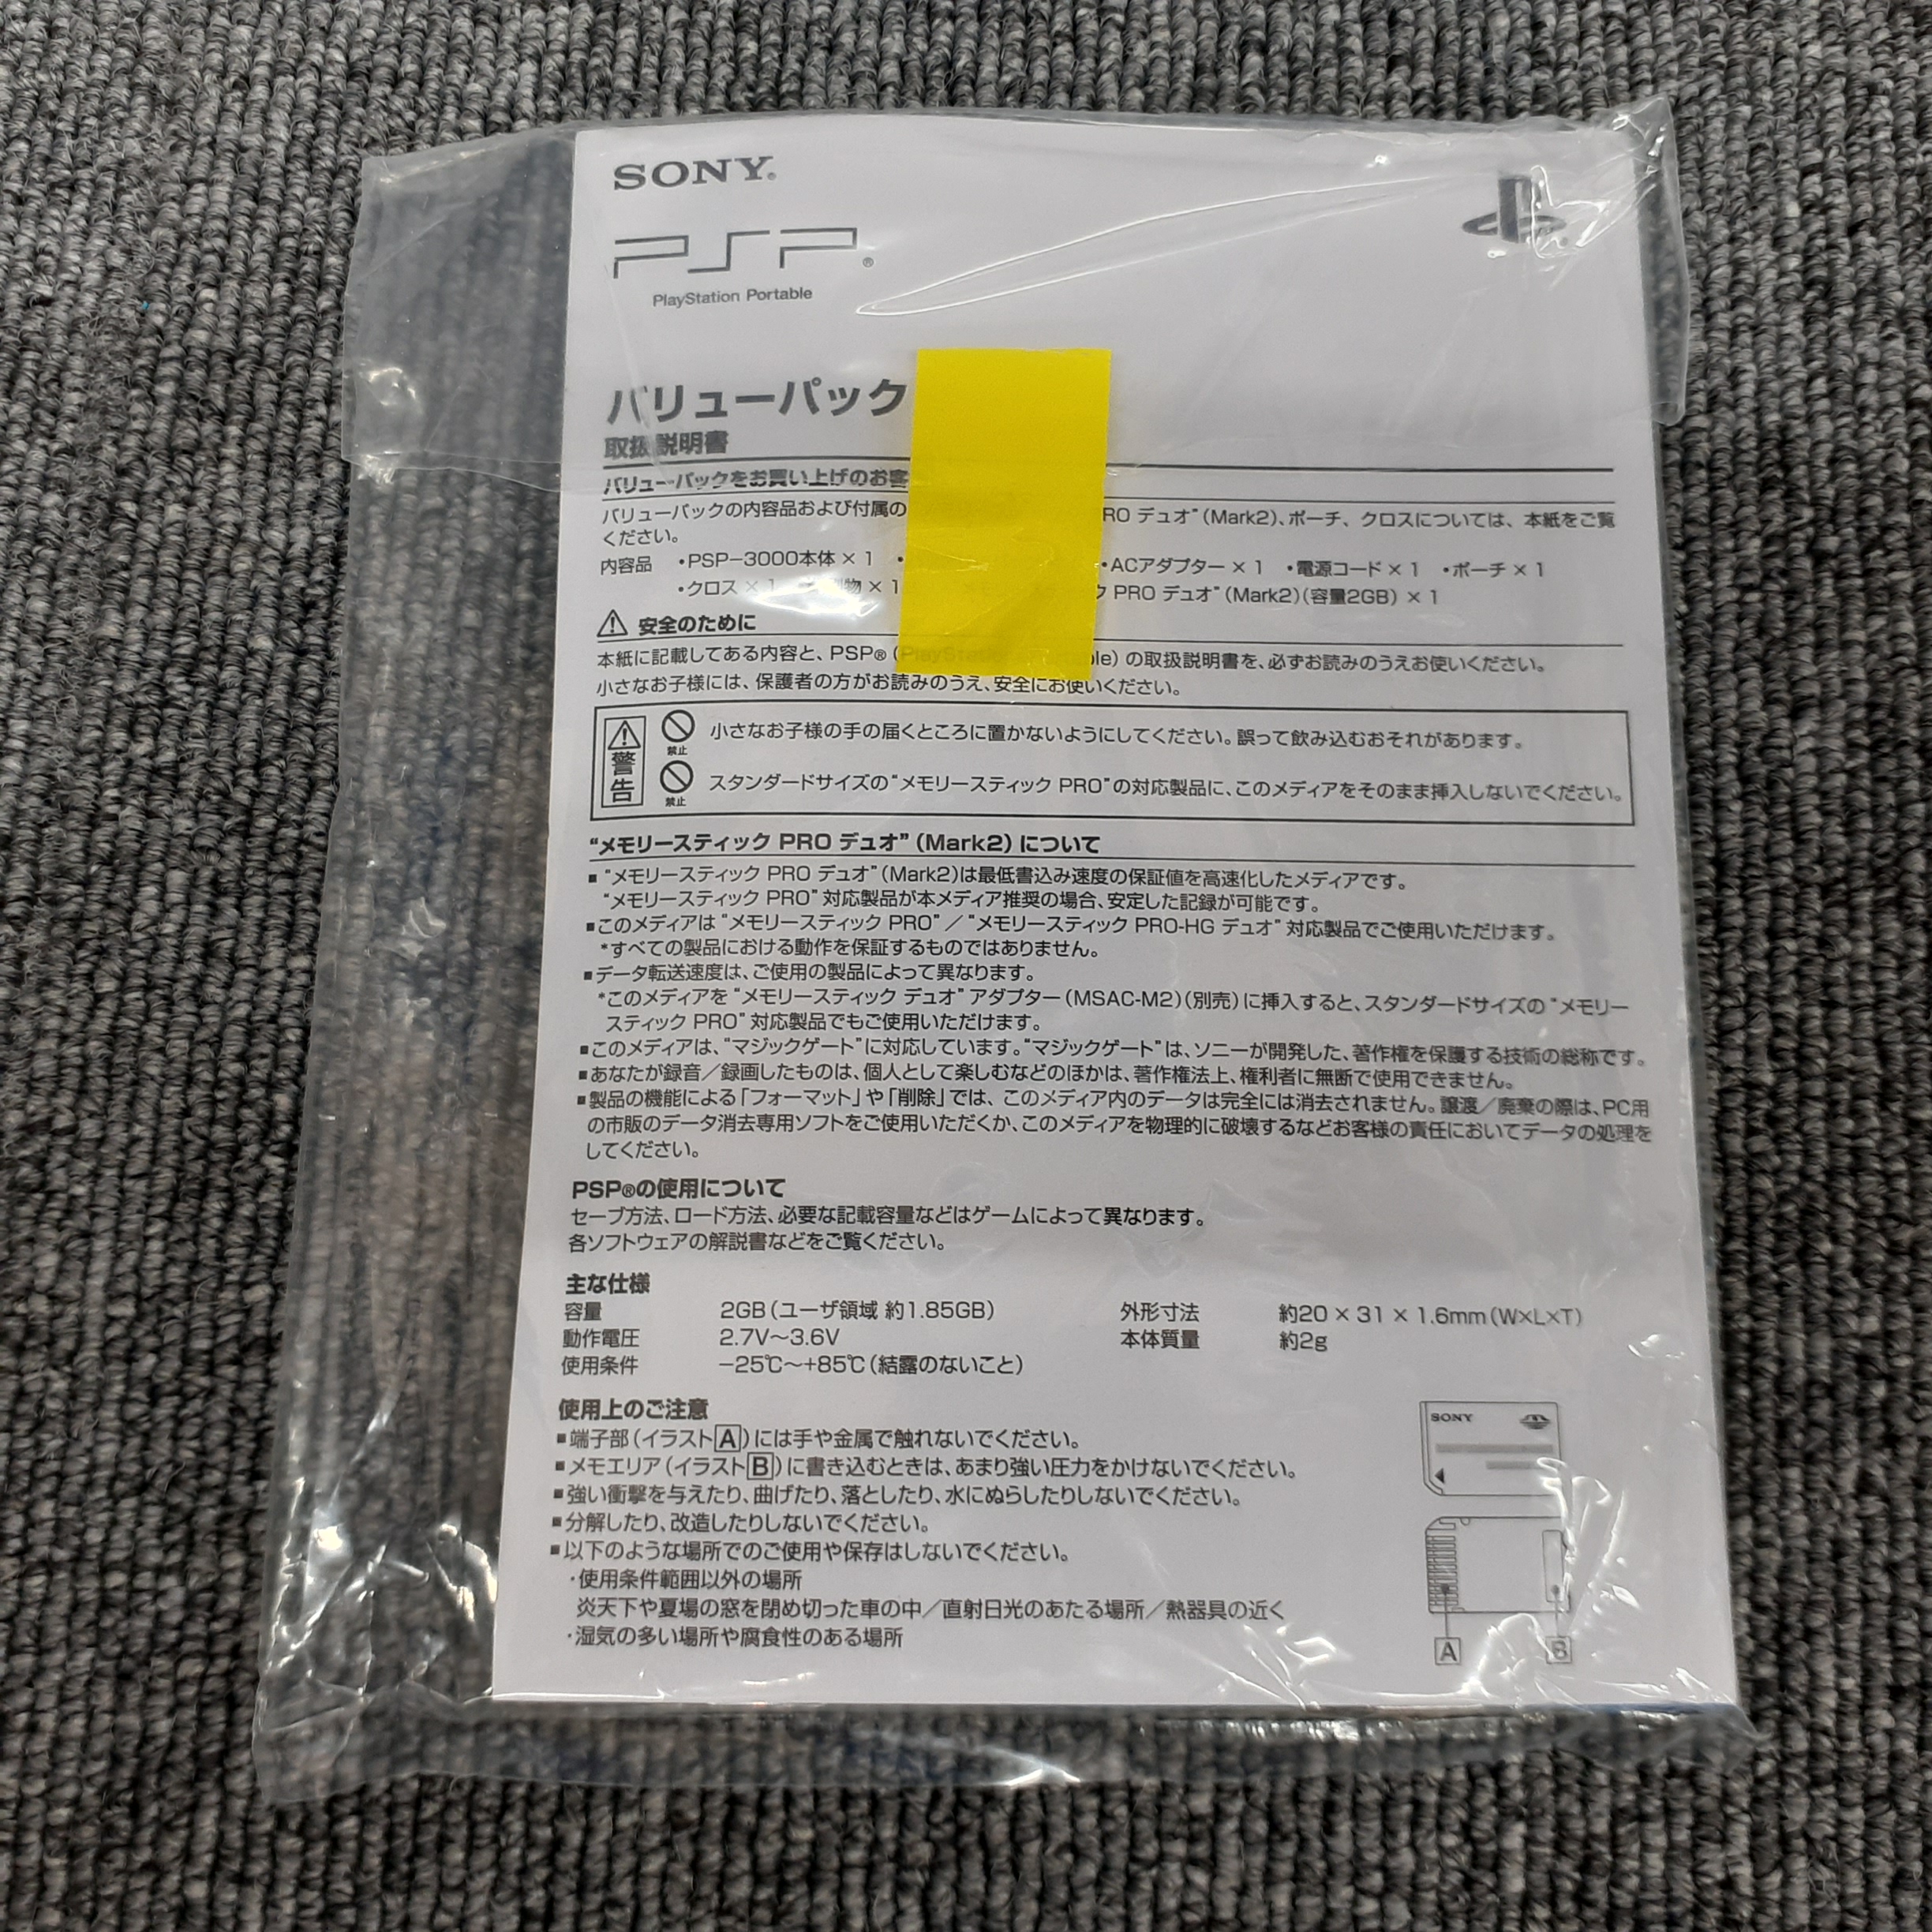 SONY®
PSP®
PlayStation Portable
バリューパック
取扱説明書
バリューパックをお買い上げのお客
バリューパックの内容品および付属の RO デュオ”(Mark2)、ポーチ、クロスについては、本紙をご覧
ください。
内容品 •PSP-3000本体×1 • •ACアダプター×1 •電源コード×1 •ポーチ×1
•クロス×1 物×1 ク PRO デュオ”(Mark2)(容量2GB)×1
⚠ 安全のために
本紙に記載してある内容と、PSP®(PlayStation Portable)の取扱説明書を、必ずお読みのうえお使いください。
小さなお子様には、保護者の方がお読みのうえ、安全にお使いください。
⚠警告
禁止 小さなお子様の手の届くところに置かないようにしてください。誤って飲み込むおそれがあります。
禁止 スタンダードサイズの“メモリースティック PRO”の対応製品に、このメディアをそのまま挿入しないでください。
“メモリースティック PRO デュオ”(Mark2)について
■“メモリースティック PRO デュオ”(Mark2)は最低書込み速度の保証値を高速化したメディアです。
“メモリースティック PRO”対応製品が本メディア推奨の場合、安定した記録が可能です。
■このメディアは“メモリースティック PRO”／“メモリースティック PRO-HG デュオ”対応製品でご使用いただけます。
*すべての製品における動作を保証するものではありません。
■データ転送速度は、ご使用の製品によって異なります。
*このメディアを“メモリースティック デュオ”アダプター(MSAC-M2)(別売)に挿入すると、スタンダードサイズの“メモリー
スティック PRO”対応製品でもご使用いただけます。
■このメディアは、“マジックゲート”に対応しています。“マジックゲート”は、ソニーが開発した、著作権を保護する技術の総称です。
■あなたが録音／録画したものは、個人として楽しむなどのほかは、著作権法上、権利者に無断で使用できません。
■製品の機能による「フォーマット」や「削除」では、このメディア内のデータは完全には消去されません。譲渡／廃棄の際は、PC用
の市販のデータ消去専用ソフトをご使用いただくか、このメディアを物理的に破壊するなどお客様の責任においてデータの処理を
してください。
PSP®の使用について
セーブ方法、ロード方法、必要な記載容量などはゲームによって異なります。
各ソフトウェアの解説書などをご覧ください。
主な仕様
容量 2GB(ユーザ領域 約1.85GB) 外形寸法 約20×31×1.6mm(W×L×T)
動作電圧 2.7V～3.6V 本体質量 約2g
使用条件 −25℃～+85℃(結露のないこと)
使用上のご注意
■端子部(イラストA)には手や金属で触れないでください。
■メモエリア(イラストB)に書き込むときは、あまり強い圧力をかけないでください。
■強い衝撃を与えたり、曲げたり、落としたり、水にぬらしたりしないでください。
■分解したり、改造したりしないでください。
■以下のような場所でのご使用や保存はしないでください。
・使用条件範囲以外の場所
炎天下や夏場の窓を閉め切った車の中／直射日光のあたる場所／熱器具の近く
・湿気の多い場所や腐食性のある場所
SONY
A B